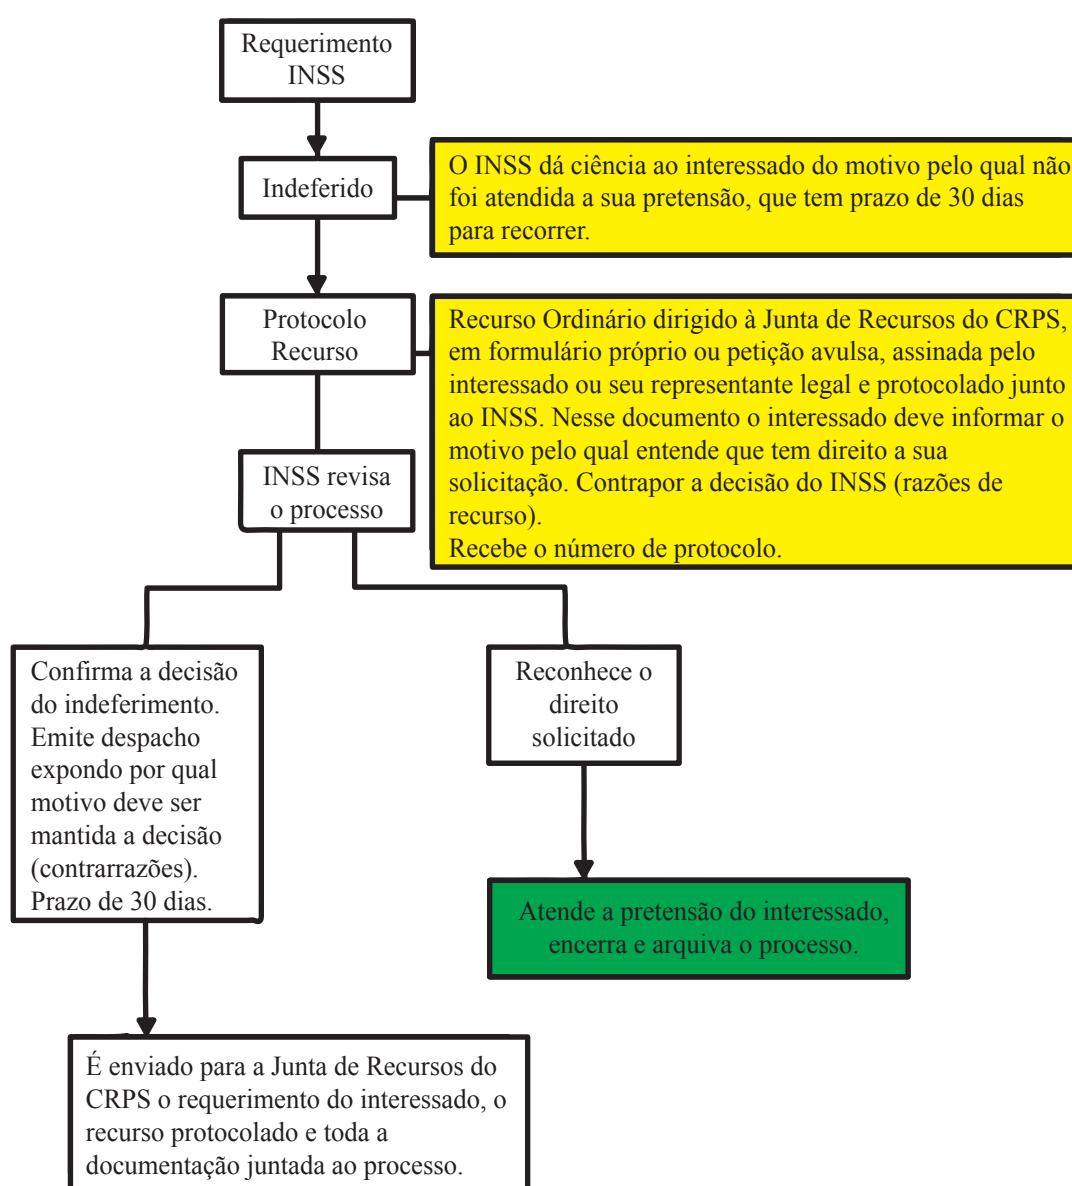 Requerimento
INSS
Indeferido
O INSS dá ciência ao interessado do motivo pelo qual não
foi atendida a sua pretensão, que tem prazo de 30 dias
para recorrer.
Protocolo
Recurso
Recurso Ordinário dirigido à Junta de Recursos do CRPS,
em formulário próprio ou petição avulsa, assinada pelo
interessado ou seu representante legal e protocolado junto
ao INSS. Nesse documento o interessado deve informar o
motivo pelo qual entende que tem direito a sua
solicitação. Contrapor a decisão do INSS (razões de
recurso).
Recebe o número de protocolo.
INSS revisa
o processo
Confirma a decisão
do indeferimento.
Emite despacho
expondo por qual
motivo deve ser
mantida a decisão
(contrarrazões).
Prazo de 30 dias.
Reconhece o
direito
solicitado
Atende a pretensão do interessado,
encerra e arquiva o processo.
É enviado para a Junta de Recursos do
CRPS o requerimento do interessado, o
recurso protocolado e toda a
documentação juntada ao processo.